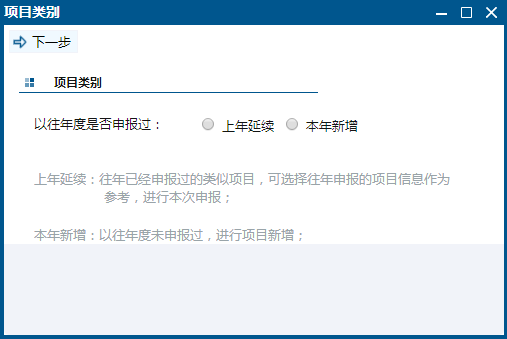 项目类别
下一步
项目类别
以往年度是否申报过： 上年延续 本年新增
上年延续：往年已经申报过的类似项目，可选择往年申报的项目信息作为
参考，进行本次申报；
本年新增：以往年度未申报过，进行项目新增；